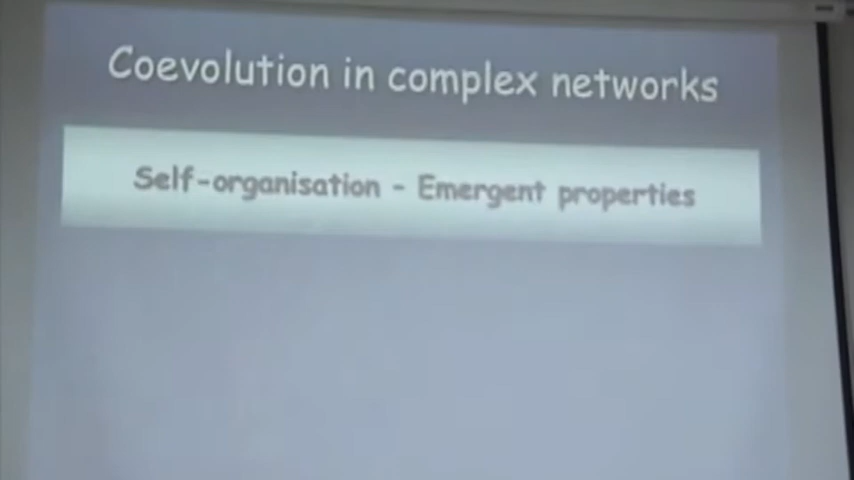 Coevolution in complex networks
Self-organisation - Emergent properties